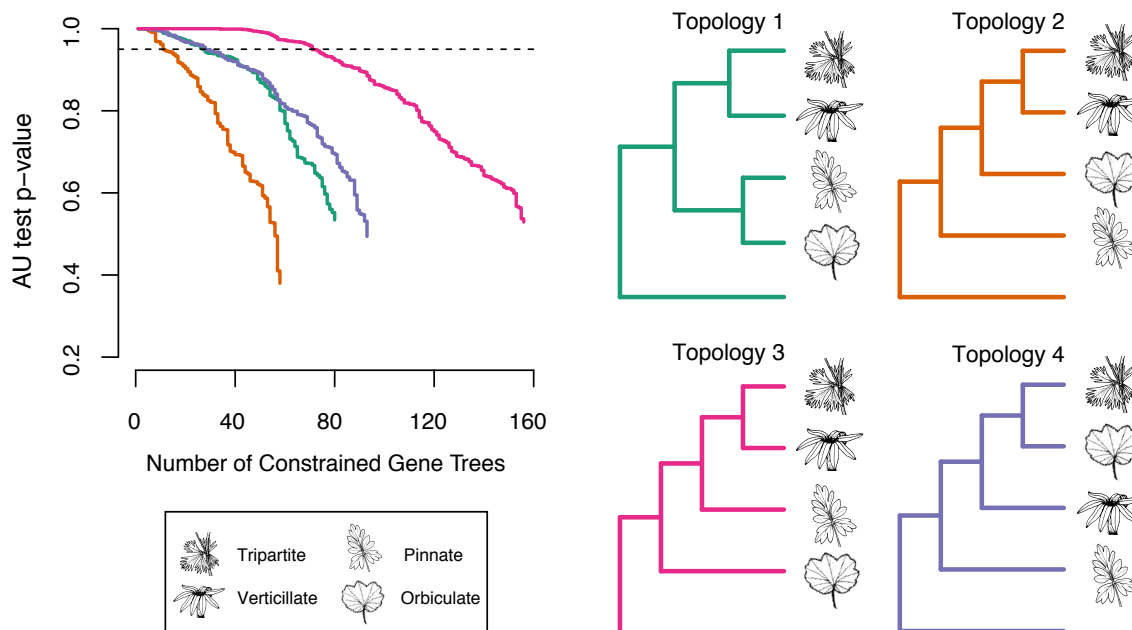 AU test p−value
1.0
0.8
0.6
0.4
0.2
0
40
80
120
160
Number of Constrained Gene Trees
Tripartite
Pinnate
Verticillate
Orbiculate
Topology 1
Topology 2
Topology 3
Topology 4